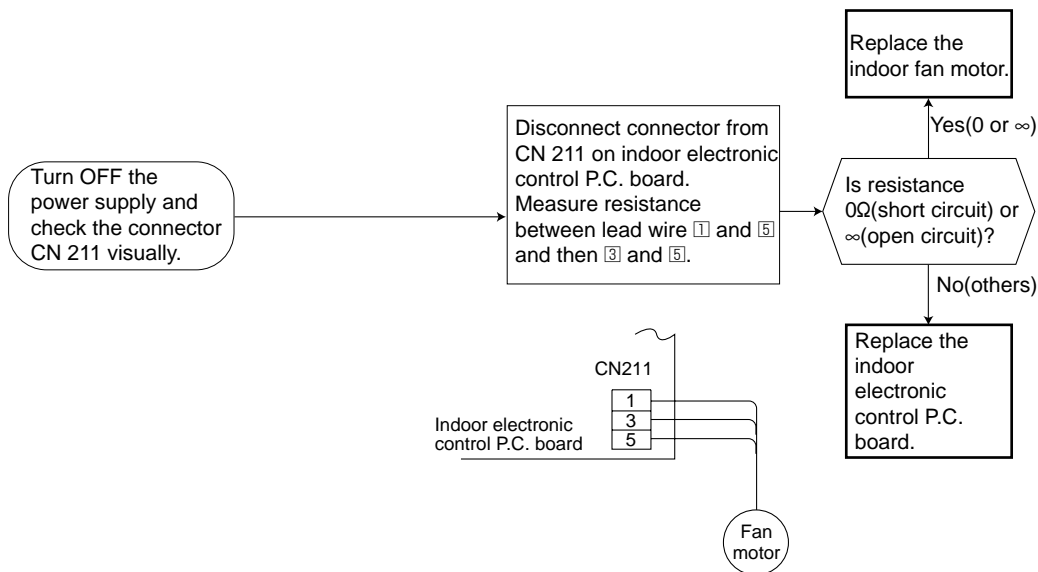 Turn OFF the
power supply and
check the connector
CN 211 visually.
Disconnect connector from
CN 211 on indoor electronic
control P.C. board.
Measure resistance
between lead wire 1 and 5
and then 3 and 5.
Is resistance
0Ω(short circuit) or
∞(open circuit)?
Yes(0 or ∞)
Replace the
indoor fan motor.
No(others)
Replace the
indoor
electronic
control P.C.
board.
CN211
1
3
5
Indoor electronic
control P.C. board
Fan
motor